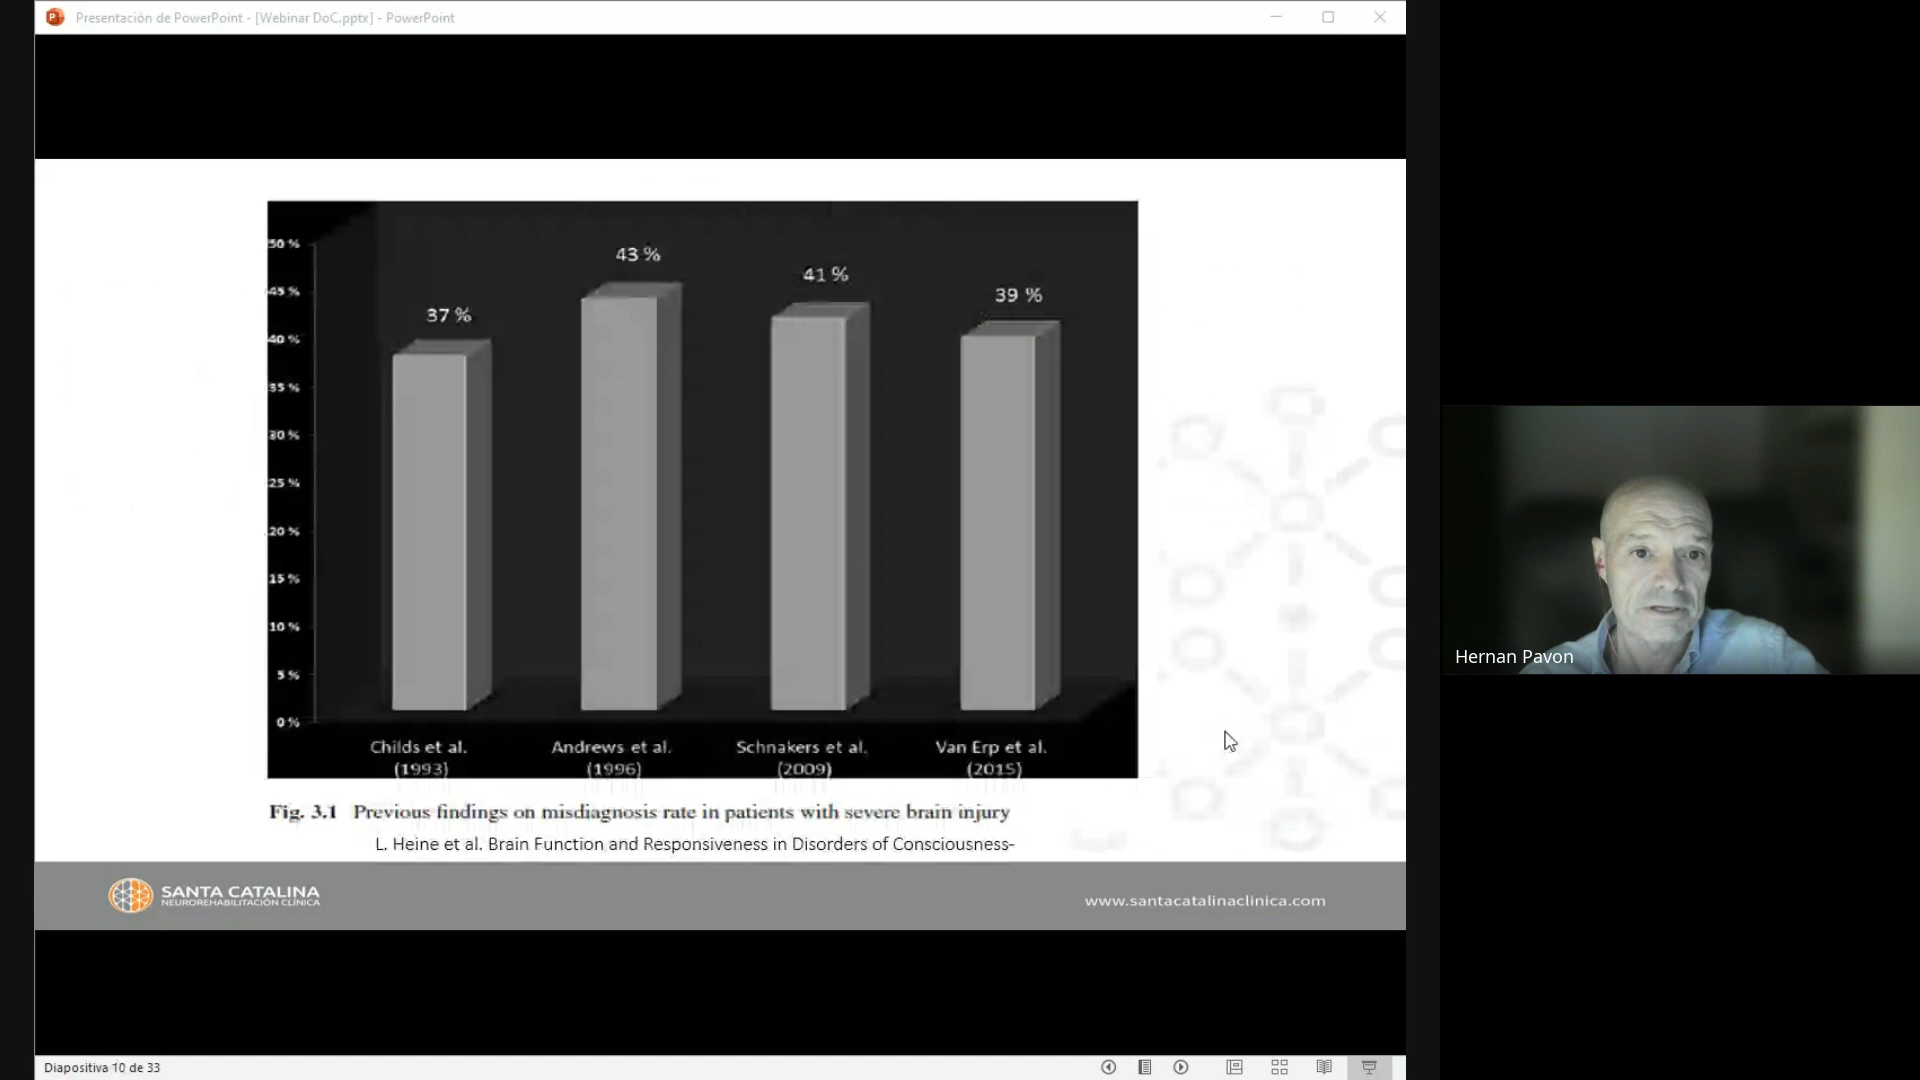 Presentación de PowerPoint - [Webinar DoC.pptx] - PowerPoint
50 %
45 %
40 %
35 %
30 %
25 %
20 %
15 %
10 %
5 %
0 %
37 %
43 %
41 %
39 %
Childs et al.
(1993)
Andrews et al.
(1996)
Schnakers et al.
(2009)
Van Erp et al.
(2015)
Fig. 3.1 Previous findings on misdiagnosis rate in patients with severe brain injury
L. Heine et al. Brain Function and Responsiveness in Disorders of Consciousness-
SANTA CATALINA
NEUROREHABILITACIÓN CLÍNICA
www.santacatalinaclinica.com
Hernan Pavon
Diapositiva 10 de 33